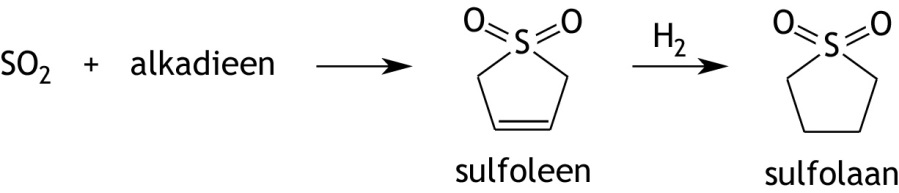 SO₂ + alkadieen
O O
S
sulfoleen
H₂
O O
S
sulfolaan